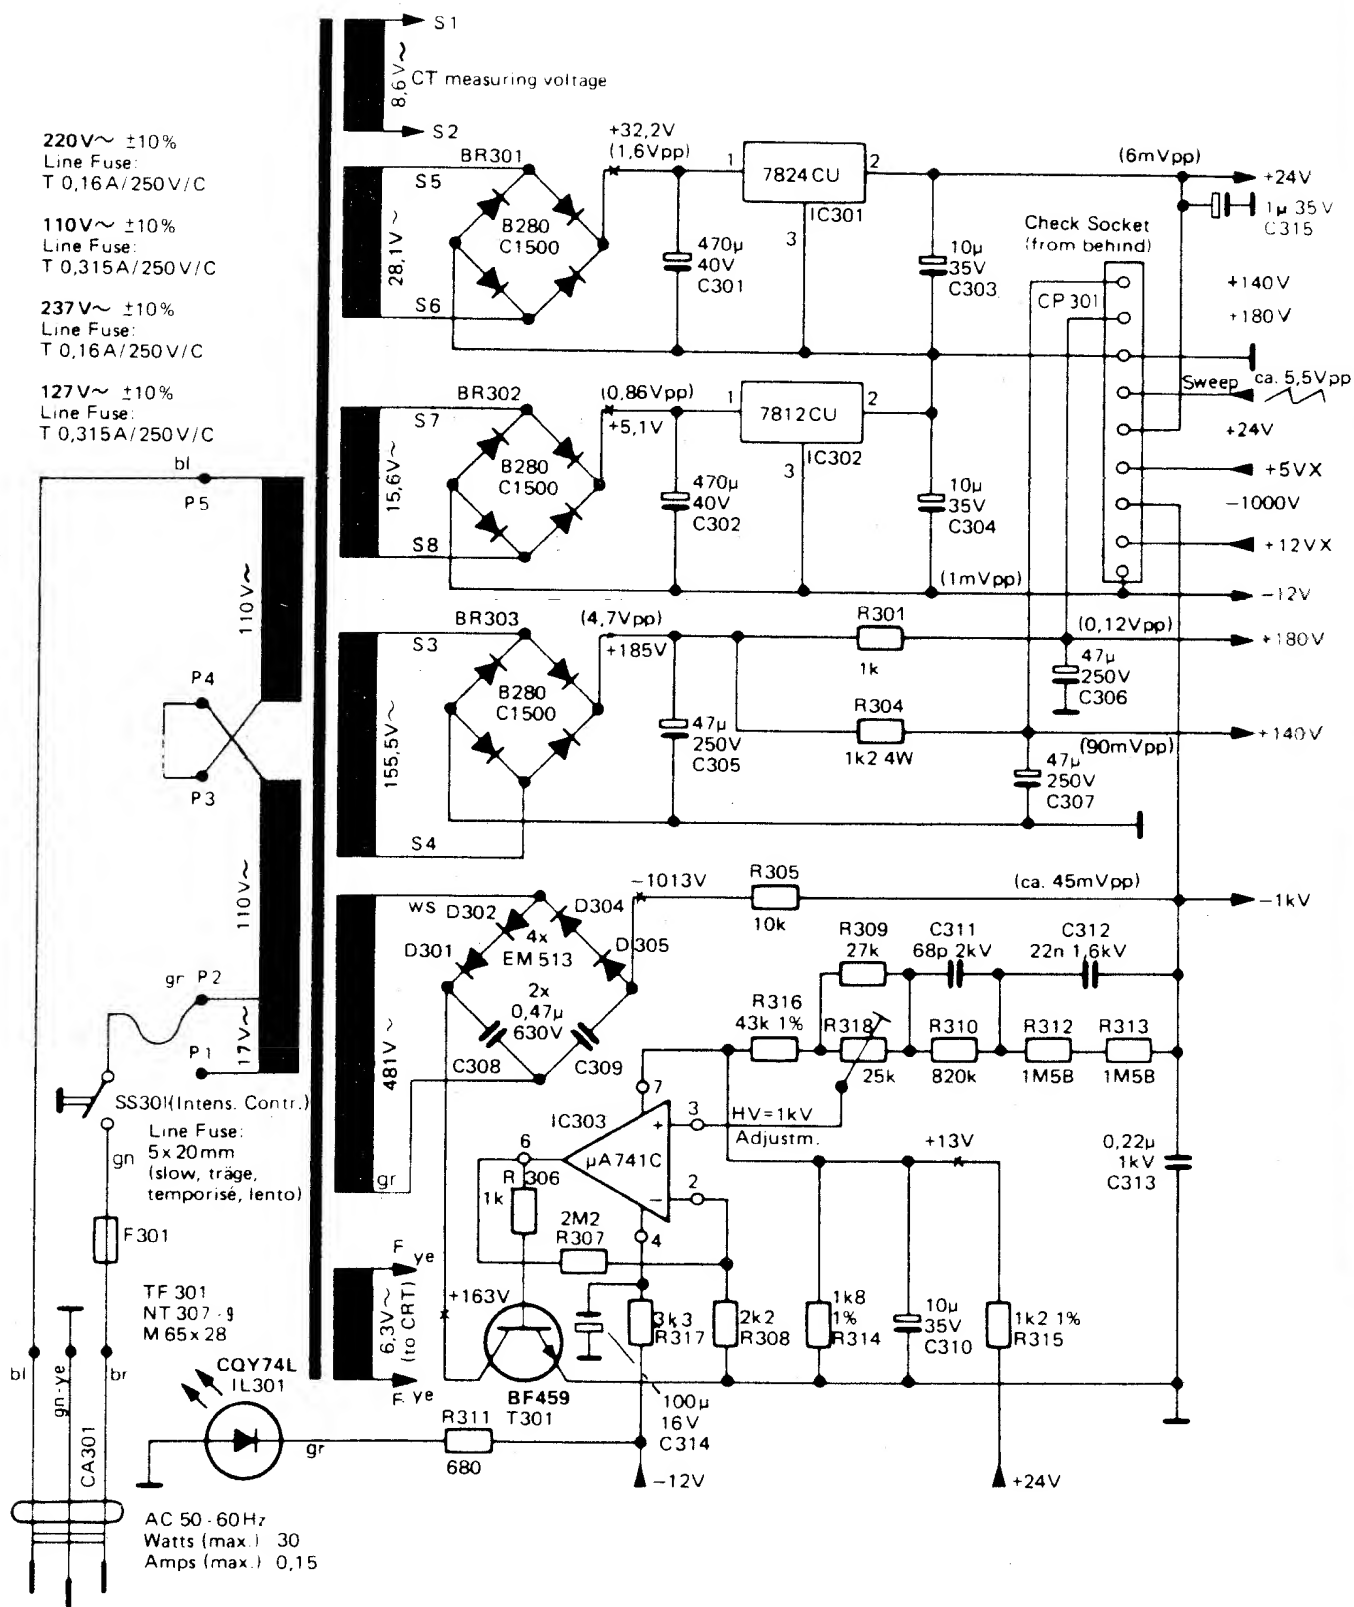 S1
8,6V~
CT measuring voltage
S2
220V~ ±10%
Line Fuse:
T 0,16A/250V/C
110V~ ±10%
Line Fuse:
T 0,315A/250V/C
237V~ ±10%
Line Fuse:
T 0,16A/250V/C
127V~ ±10%
Line Fuse:
T 0,315A/250V/C
BR301
S5
B280
C1500
28,1V~
S6
+32,2V
(1,6Vpp)
1
7824CU
2
IC301
3
470µ
40V
C301
10µ
35V
C303
(6mVpp)
+24V
1µ 35V
C315
Check Socket
(from behind)
CP301
+140V
+180V
Sweep
ca. 5,5Vpp
+24V
+5VX
-1000V
+12VX
-12V
BR302
S7
B280
C1500
15,6V~
S8
(0,86Vpp)
+5,1V
1
7812CU
2
IC302
3
470µ
40V
C302
10µ
35V
C304
(1mVpp)
bl
P5
110V~
P4
P3
110V~
gr
P2
117V~
P1
BR303
S3
B280
C1500
155,5V~
S4
(4,7Vpp)
+185V
R301
1k
(0,12Vpp)
+180V
47µ
250V
C306
R304
1k2 4W
47µ
250V
C305
+140V
(90mVpp)
47µ
250V
C307
ws
D302
D304
D301
D305
4x
EM513
2x
0,47µ
630V
C308
C309
481V~
gr
-1013V
R305
10k
(ca. 45mVpp)
-1kV
R309
27k
C311
68p 2kV
C312
22n 1,6kV
R316
43k 1%
R318
25k
R310
820k
R312
1M5B
R313
1M5B
7
IC303
3
+
HV=1kV
Adjustm.
+13V
6
µA741C
2
−
4
R306
1k
2M2
R307
0,22µ
1kV
C313
SS301(Intens. Contr.)
Line Fuse:
5x20mm
(slow, träge,
temporisé, lento)
gn
F301
TF 301
M 65x28
F
ye
6,3V~
(to CRT)
F
ye
+163V
BF459
T301
3k3
R317
2k2
R308
1k8
1%
R314
10µ
35V
C310
1k2 1%
R315
100µ
16V
C314
bl
gn-ye
br
CA301
CQY74L
IL301
gr
R311
680
-12V
+24V
AC 50-60Hz
Watts (max.) 30
Amps (max.) 0,15